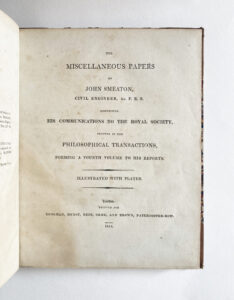 THE
MISCELLANEOUS PAPERS
OF
JOHN SMEATON,
CIVIL ENGINEER, &c. F. R. S.
COMPRISING
HIS COMMUNICATIONS TO THE ROYAL SOCIETY,
PRINTED IN THE
PHILOSOPHICAL TRANSACTIONS,
FORMING A FOURTH VOLUME TO HIS REPORTS.
ILLUSTRATED WITH PLATES.
London:
PRINTED FOR
LONGMAN, HURST, REES, ORME, AND BROWN, PATERNOSTER-ROW.
1814.